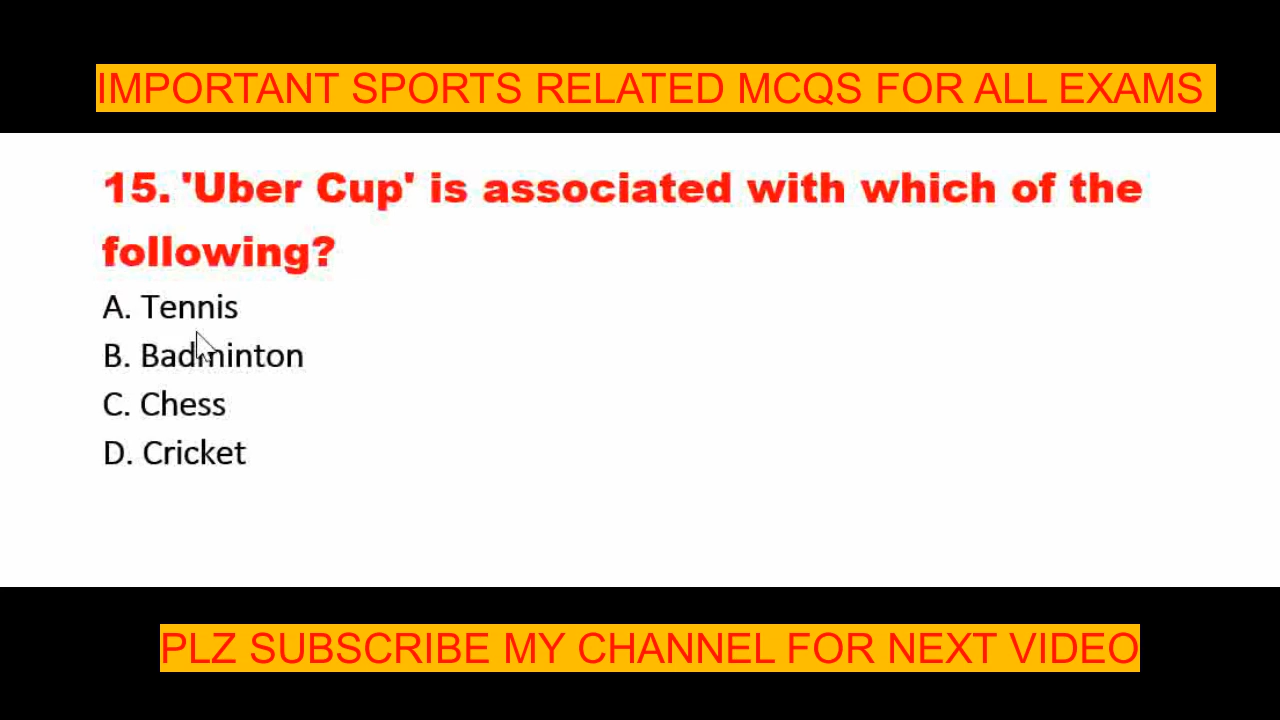 IMPORTANT SPORTS RELATED MCQS FOR ALL EXAMS
15. 'Uber Cup' is associated with which of the
following?
A. Tennis
B. Badminton
C. Chess
D. Cricket
PLZ SUBSCRIBE MY CHANNEL FOR NEXT VIDEO